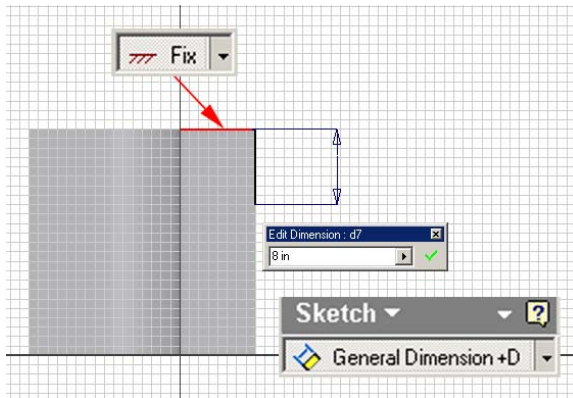 Fix
Edit Dimension : d7
8 in
Sketch
General Dimension +D